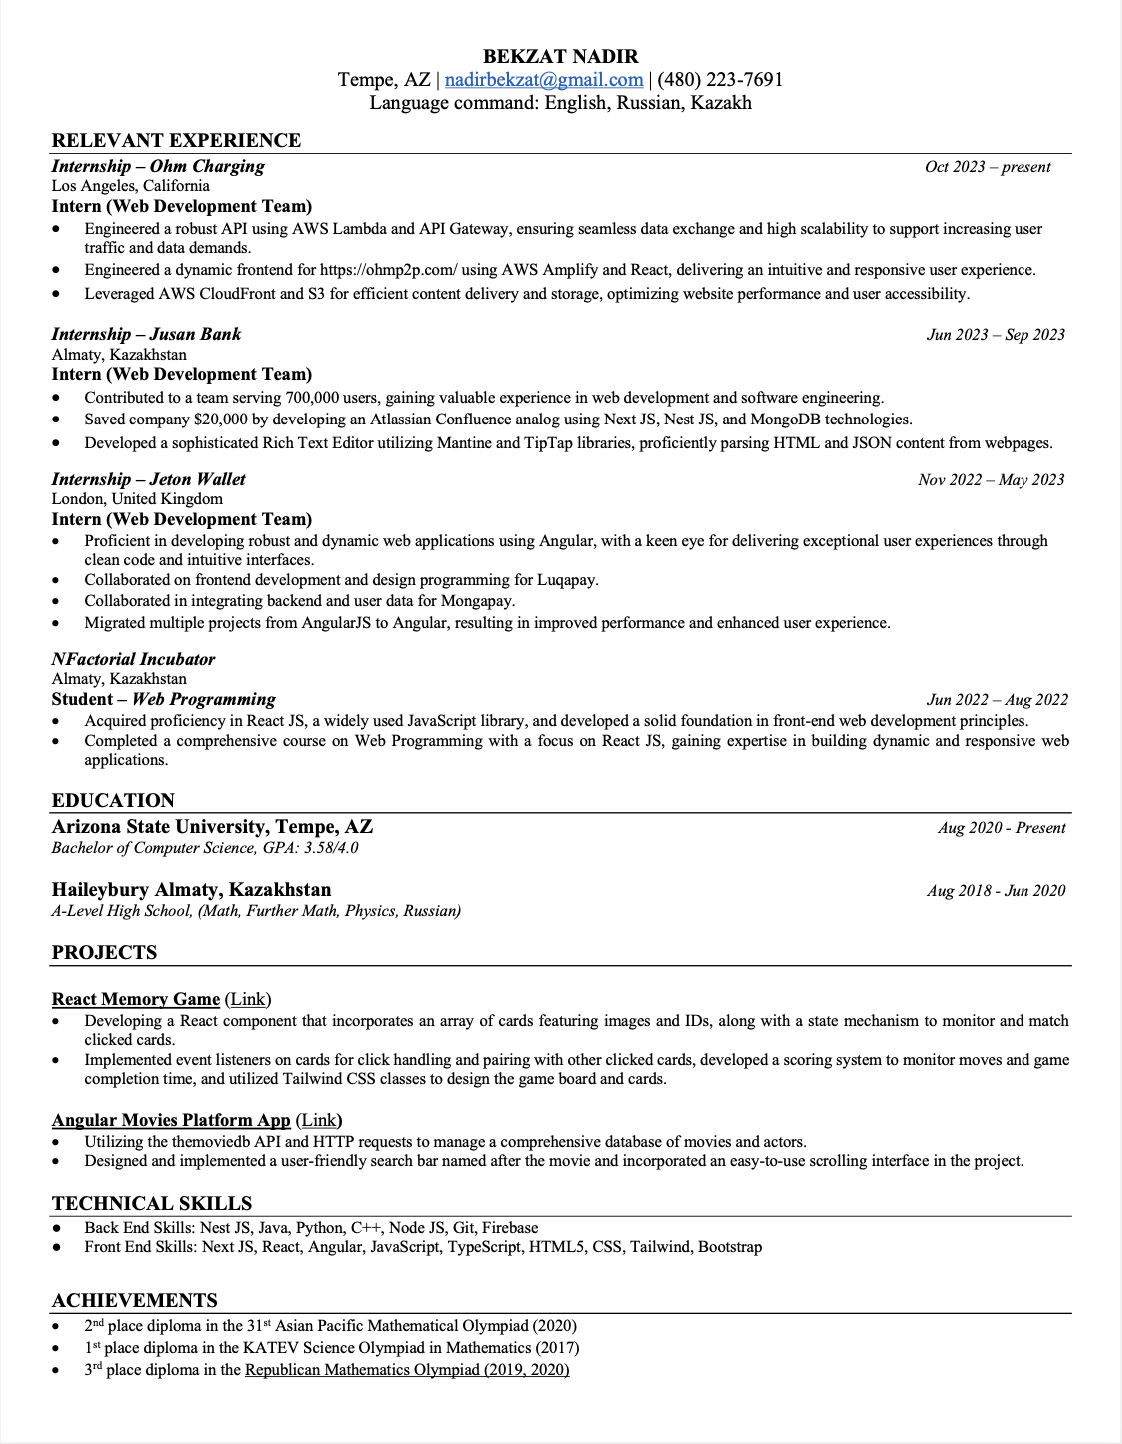 BEKZAT NADIR
Tempe, AZ | nadirbekzat@gmail.com | (480) 223-7691
Language command: English, Russian, Kazakh
RELEVANT EXPERIENCE
Internship – Ohm Charging Oct 2023 – present
Los Angeles, California
Intern (Web Development Team)
• Engineered a robust API using AWS Lambda and API Gateway, ensuring seamless data exchange and high scalability to support increasing user
traffic and data demands.
• Engineered a dynamic frontend for https://ohmp2p.com/ using AWS Amplify and React, delivering an intuitive and responsive user experience.
• Leveraged AWS CloudFront and S3 for efficient content delivery and storage, optimizing website performance and user accessibility.
Internship – Jusan Bank Jun 2023 – Sep 2023
Almaty, Kazakhstan
Intern (Web Development Team)
• Contributed to a team serving 700,000 users, gaining valuable experience in web development and software engineering.
• Saved company $20,000 by developing an Atlassian Confluence analog using Next JS, Nest JS, and MongoDB technologies.
• Developed a sophisticated Rich Text Editor utilizing Mantine and TipTap libraries, proficiently parsing HTML and JSON content from webpages.
Internship – Jeton Wallet Nov 2022 – May 2023
London, United Kingdom
Intern (Web Development Team)
• Proficient in developing robust and dynamic web applications using Angular, with a keen eye for delivering exceptional user experiences through
clean code and intuitive interfaces.
• Collaborated on frontend development and design programming for Luqapay.
• Collaborated in integrating backend and user data for Mongapay.
• Migrated multiple projects from AngularJS to Angular, resulting in improved performance and enhanced user experience.
NFactorial Incubator
Almaty, Kazakhstan
Student – Web Programming Jun 2022 – Aug 2022
• Acquired proficiency in React JS, a widely used JavaScript library, and developed a solid foundation in front-end web development principles.
• Completed a comprehensive course on Web Programming with a focus on React JS, gaining expertise in building dynamic and responsive web
applications.
EDUCATION
Arizona State University, Tempe, AZ Aug 2020 - Present
Bachelor of Computer Science, GPA: 3.58/4.0
Haileybury Almaty, Kazakhstan Aug 2018 - Jun 2020
A-Level High School, (Math, Further Math, Physics, Russian)
PROJECTS
React Memory Game (Link)
• Developing a React component that incorporates an array of cards featuring images and IDs, along with a state mechanism to monitor and match
clicked cards.
• Implemented event listeners on cards for click handling and pairing with other clicked cards, developed a scoring system to monitor moves and game
completion time, and utilized Tailwind CSS classes to design the game board and cards.
Angular Movies Platform App (Link)
• Utilizing the themoviedb API and HTTP requests to manage a comprehensive database of movies and actors.
• Designed and implemented a user-friendly search bar named after the movie and incorporated an easy-to-use scrolling interface in the project.
TECHNICAL SKILLS
• Back End Skills: Nest JS, Java, Python, C++, Node JS, Git, Firebase
• Front End Skills: Next JS, React, Angular, JavaScript, TypeScript, HTML5, CSS, Tailwind, Bootstrap
ACHIEVEMENTS
• 2nd place diploma in the 31st Asian Pacific Mathematical Olympiad (2020)
• 1st place diploma in the KATEV Science Olympiad in Mathematics (2017)
• 3rd place diploma in the Republican Mathematics Olympiad (2019, 2020)